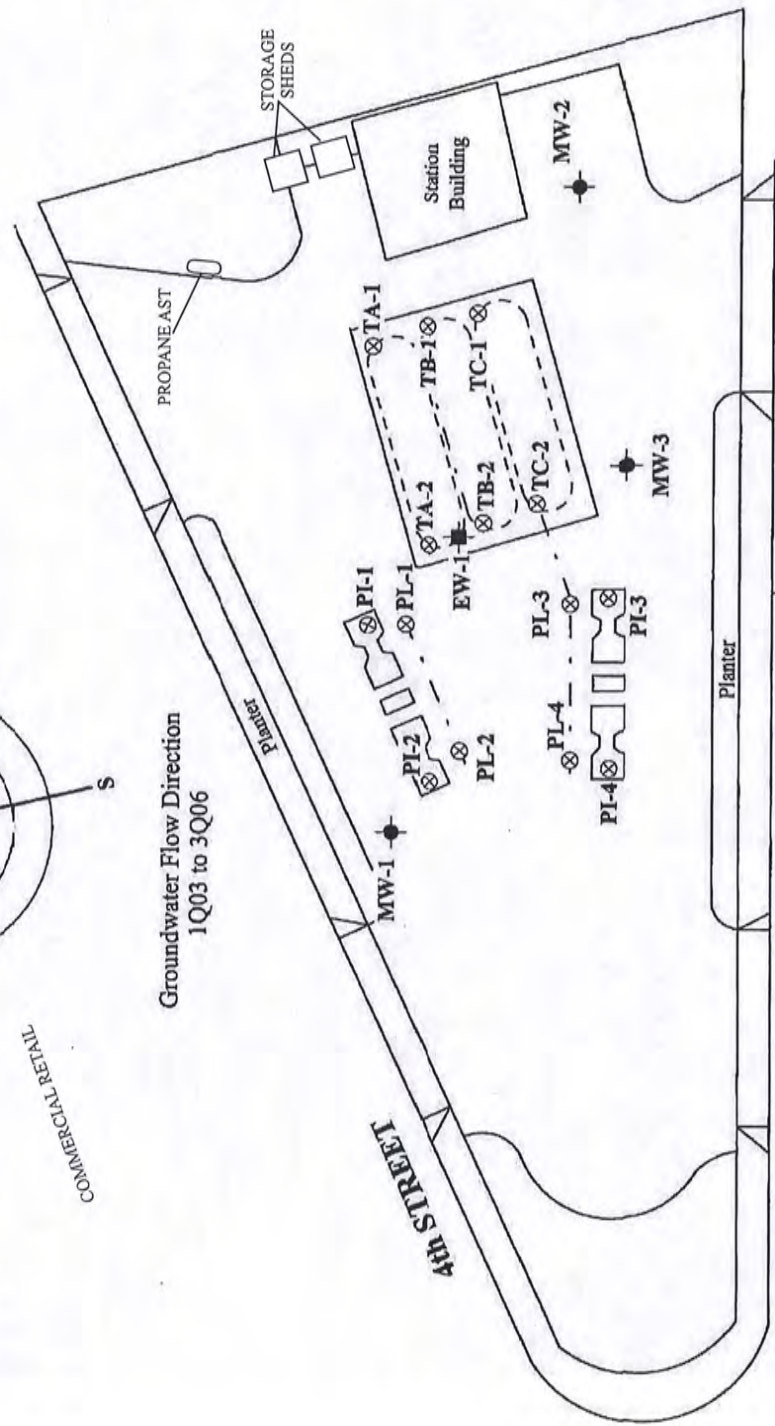 S
Groundwater Flow Direction
1Q03 to 3Q06
COMMERCIAL RETAIL
4th STREET
Planter
PROPANE AST
STORAGE
SHEDS
Station
Building
MW-2
TA-1
TB-1
TC-1
TA-2
TB-2
TC-2
EW-1
MW-3
PI-1
PL-1
PI-2
PL-2
MW-1
PL-3
PI-3
PL-4
PI-4
Planter